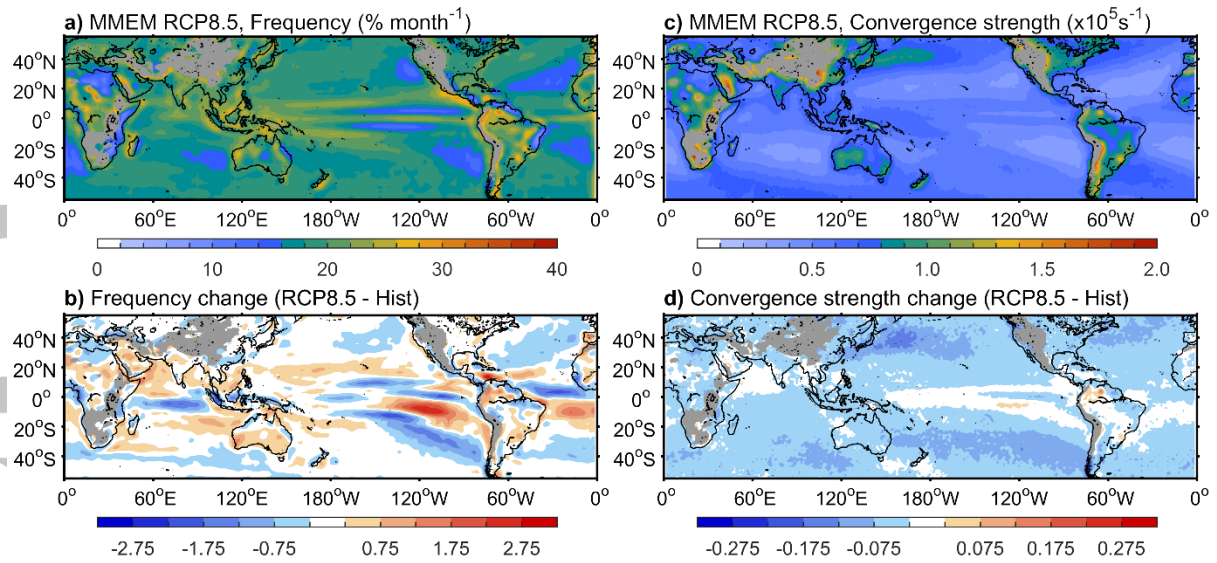 a) MMEM RCP8.5, Frequency (% month⁻¹)
40°N
20°N
0°
20°S
40°S
0° 60°E 120°E 180°W 120°W 60°W 0°
0 10 20 30 40
c) MMEM RCP8.5, Convergence strength (x10⁵s⁻¹)
40°N
20°N
0°
20°S
40°S
0° 60°E 120°E 180°W 120°W 60°W 0°
0 0.5 1.0 1.5 2.0
b) Frequency change (RCP8.5 - Hist)
40°N
20°N
0°
20°S
40°S
0° 60°E 120°E 180°W 120°W 60°W 0°
-2.75 -1.75 -0.75 0.75 1.75 2.75
d) Convergence strength change (RCP8.5 - Hist)
40°N
20°N
0°
20°S
40°S
0° 60°E 120°E 180°W 120°W 60°W 0°
-0.275 -0.175 -0.075 0.075 0.175 0.275